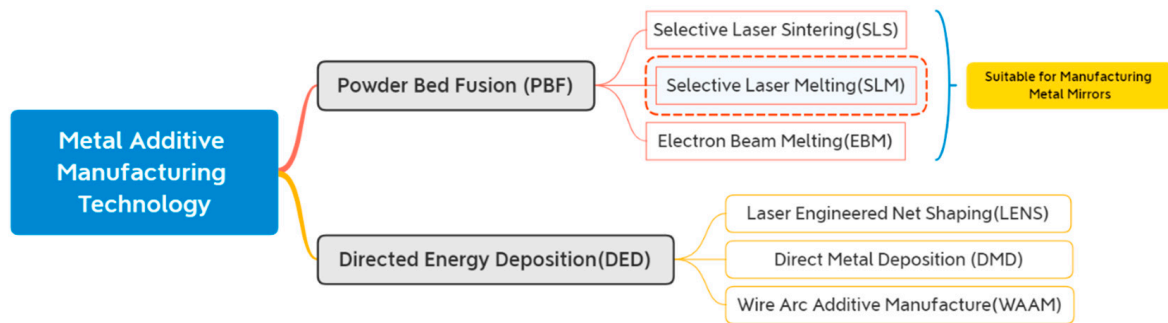 Metal Additive
Manufacturing
Technology
Powder Bed Fusion (PBF)
Selective Laser Sintering(SLS)
Selective Laser Melting(SLM)
Electron Beam Melting(EBM)
Suitable for Manufacturing
Metal Mirrors
Directed Energy Deposition(DED)
Laser Engineered Net Shaping(LENS)
Direct Metal Deposition (DMD)
Wire Arc Additive Manufacture(WAAM)